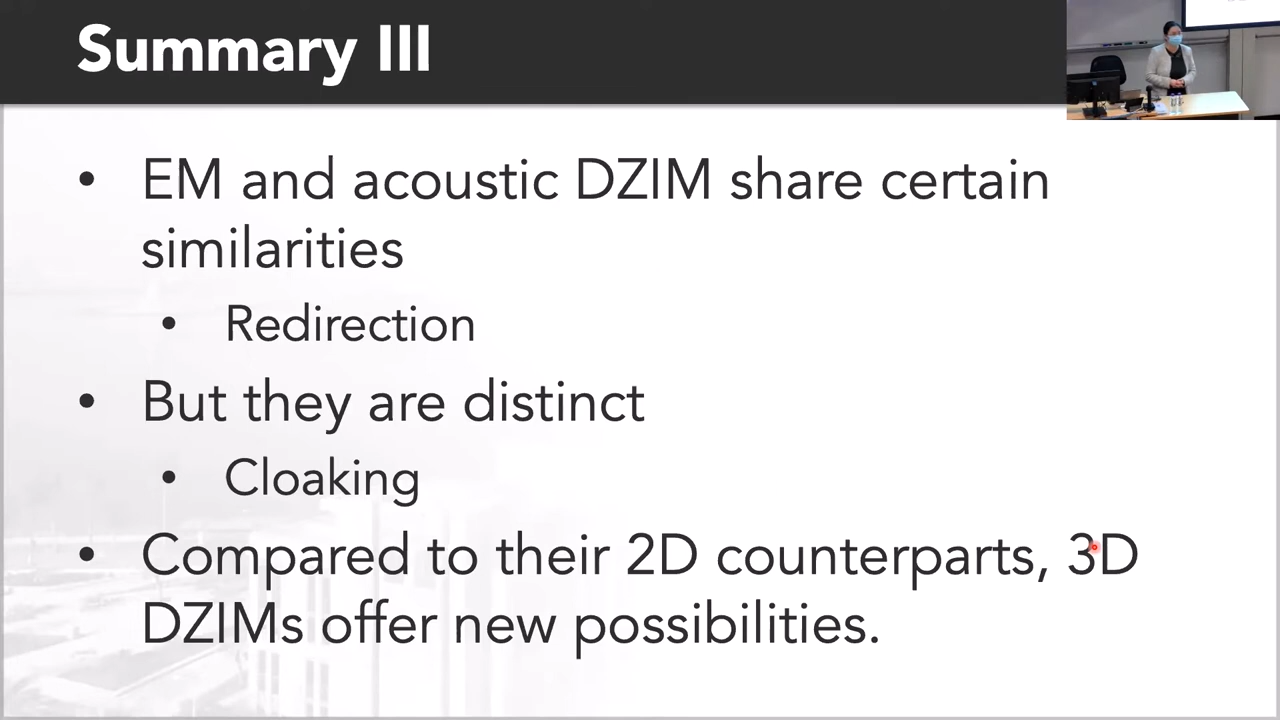 Summary III
• EM and acoustic DZIM share certain
similarities
• Redirection
• But they are distinct
• Cloaking
• Compared to their 2D counterparts, 3D
DZIMs offer new possibilities.